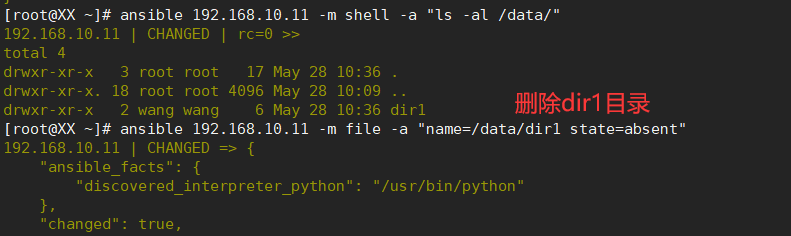 [root@XX ~]# ansible 192.168.10.11 -m shell -a "ls -al /data/"
192.168.10.11 | CHANGED | rc=0 >>
total 4
drwxr-xr-x   3 root root   17 May 28 10:36 .
drwxr-xr-x. 18 root root 4096 May 28 10:09 ..
drwxr-xr-x   2 wang wang    6 May 28 10:36 dir1
删除dir1目录
[root@XX ~]# ansible 192.168.10.11 -m file -a "name=/data/dir1 state=absent"
192.168.10.11 | CHANGED => {
    "ansible_facts": {
        "discovered_interpreter_python": "/usr/bin/python"
    },
    "changed": true,